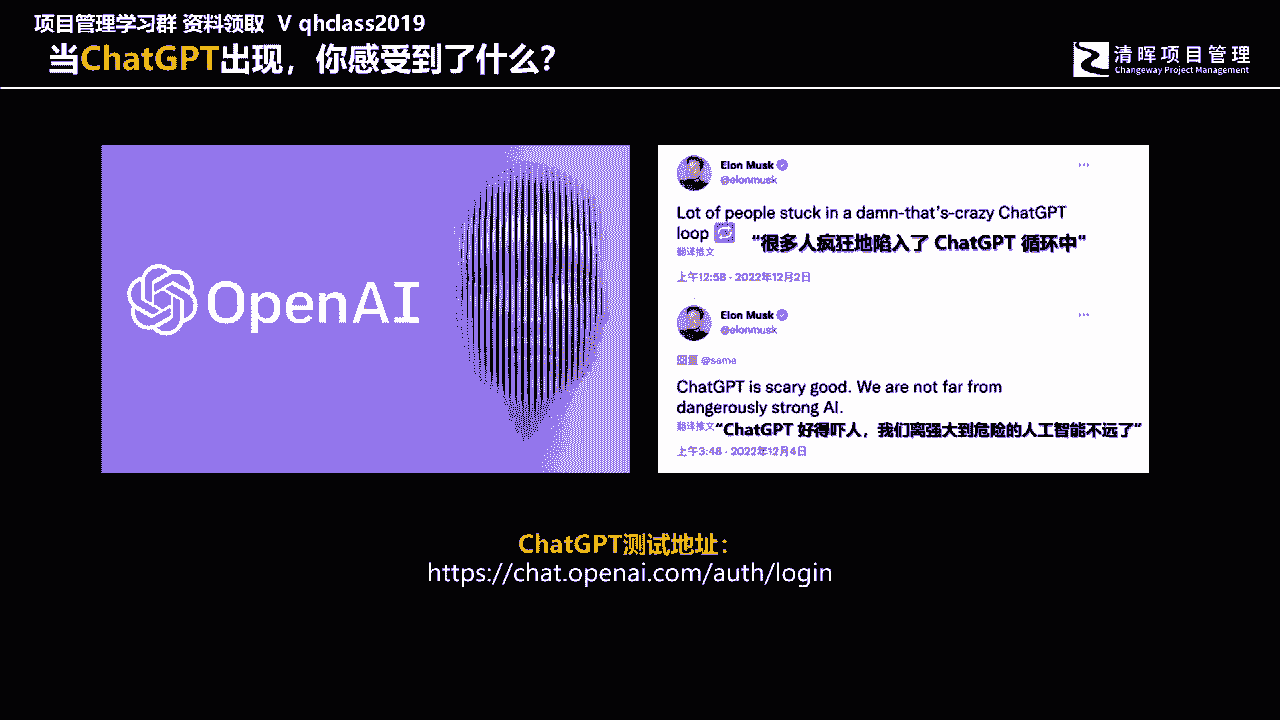 项目管理学习群 资料领取 V qhclass2019
当ChatGPT出现，你感受到了什么？
清晖项目管理
Changeway Project Management
OpenAI
Elon Musk
@elonmusk
Lot of people stuck in a damn-that's-crazy ChatGPT
loop
“很多人疯狂地陷入了 ChatGPT 循环中”
翻译推文
上午12:58 · 2022年12月2日
Elon Musk
@elonmusk
回复 @sama
ChatGPT is scary good. We are not far from
dangerously strong AI.
翻译推文
“ChatGPT 好得吓人，我们离强大到危险的人工智能不远了”
上午3:48 · 2022年12月4日
ChatGPT测试地址：
https://chat.openai.com/auth/login